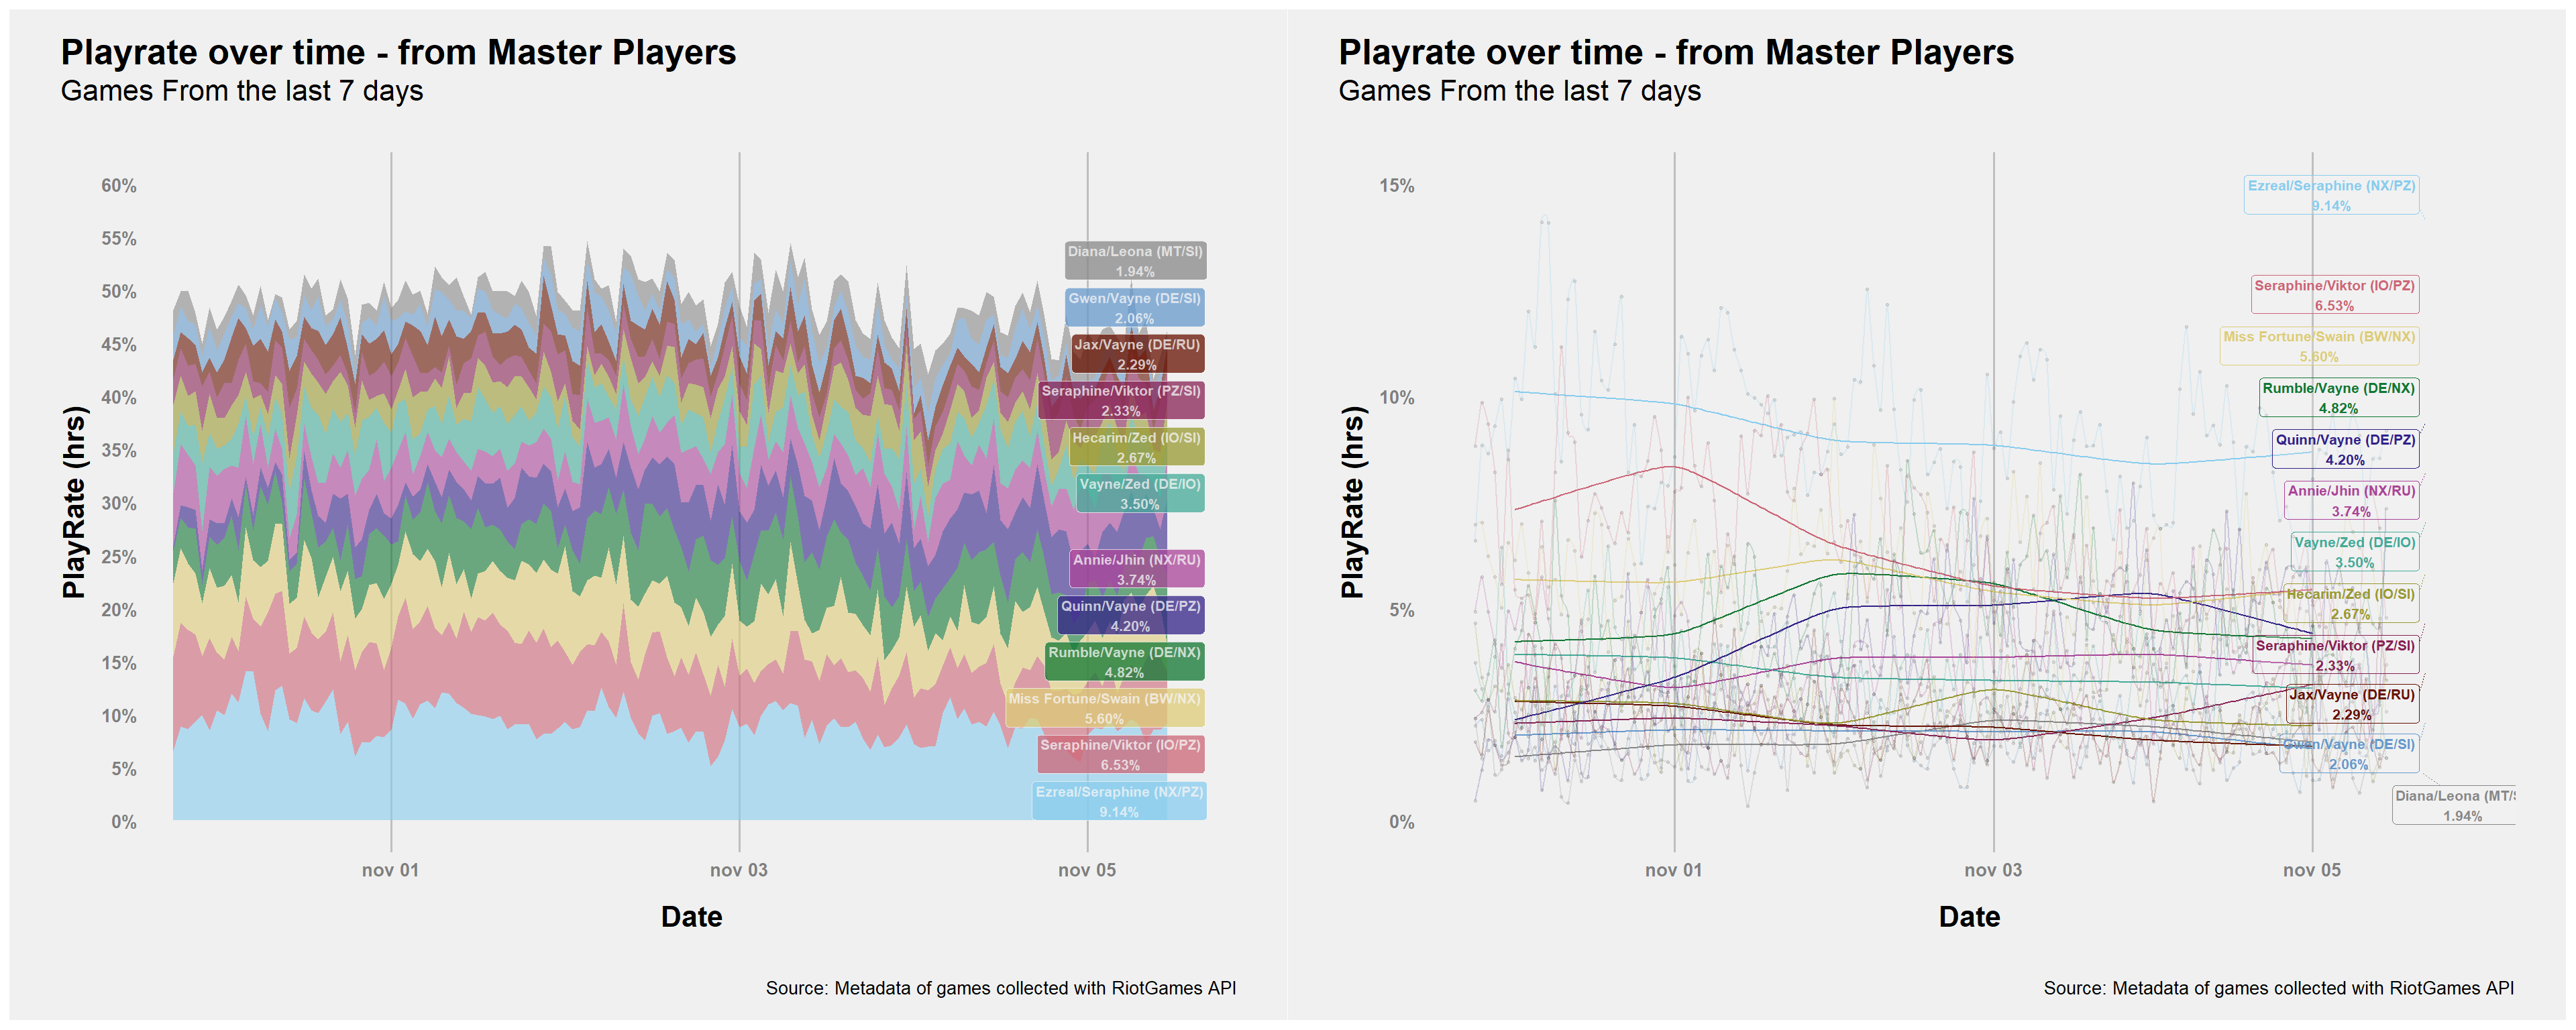 Playrate over time - from Master Players
Games From the last 7 days
PlayRate (hrs)
60%
55%
50%
45%
40%
35%
30%
25%
20%
15%
10%
5%
0%
Diana/Leona (MT/SI)
1.94%
Gwen/Vayne (DE/SI)
2.06%
Jax/Vayne (DE/RU)
2.29%
Seraphine/Viktor (PZ/SI)
2.33%
Hecarim/Zed (IO/SI)
2.67%
Vayne/Zed (DE/IO)
3.50%
Annie/Jhin (NX/RU)
3.74%
Quinn/Vayne (DE/PZ)
4.20%
Rumble/Vayne (DE/NX)
4.82%
Miss Fortune/Swain (BW/NX)
5.60%
Seraphine/Viktor (IO/PZ)
6.53%
Ezreal/Seraphine (NX/PZ)
9.14%
nov 01
nov 03
nov 05
Date
Source: Metadata of games collected with RiotGames API
Playrate over time - from Master Players
Games From the last 7 days
PlayRate (hrs)
15%
10%
5%
0%
Ezreal/Seraphine (NX/PZ)
9.14%
Seraphine/Viktor (IO/PZ)
6.53%
Miss Fortune/Swain (BW/NX)
5.60%
Rumble/Vayne (DE/NX)
4.82%
Quinn/Vayne (DE/PZ)
4.20%
Annie/Jhin (NX/RU)
3.74%
Vayne/Zed (DE/IO)
3.50%
Hecarim/Zed (IO/SI)
2.67%
Seraphine/Viktor (PZ/SI)
2.33%
Jax/Vayne (DE/RU)
2.29%
Gwen/Vayne (DE/SI)
2.06%
Diana/Leona (MT/S
1.94%
nov 01
nov 03
nov 05
Date
Source: Metadata of games collected with RiotGames API